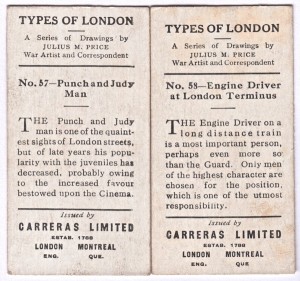 TYPES OF LONDON
A Series of Drawings by
JULIUS M. PRICE
War Artist and Correspondent
No. 57—Punch and Judy
Man
THE Punch and Judy
man is one of the quaint-
est sights of London streets,
but of late years his popu-
larity with the juveniles has
decreased, probably owing
to the increased favour
bestowed upon the Cinema.
Issued by
CARRERAS LIMITED
ESTAB. 1788
LONDON MONTREAL
ENG. QUE.
TYPES OF LONDON
A Series of Drawings by
JULIUS M. PRICE
War Artist and Correspondent
No. 58—Engine Driver
at London Terminus
THE Engine Driver on a
long distance train
is a most important person,
perhaps even more so
than the Guard. Only men
of the highest character are
chosen for the position,
which is one of the utmost
responsibility.
Issued by
CARRERAS LIMITED
ESTAB. 1788
LONDON MONTREAL
ENG. QUE